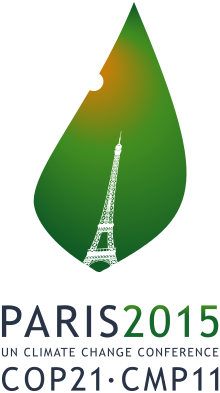 PARIS2015
UN CLIMATE CHANGE CONFERENCE
COP21·CMP11